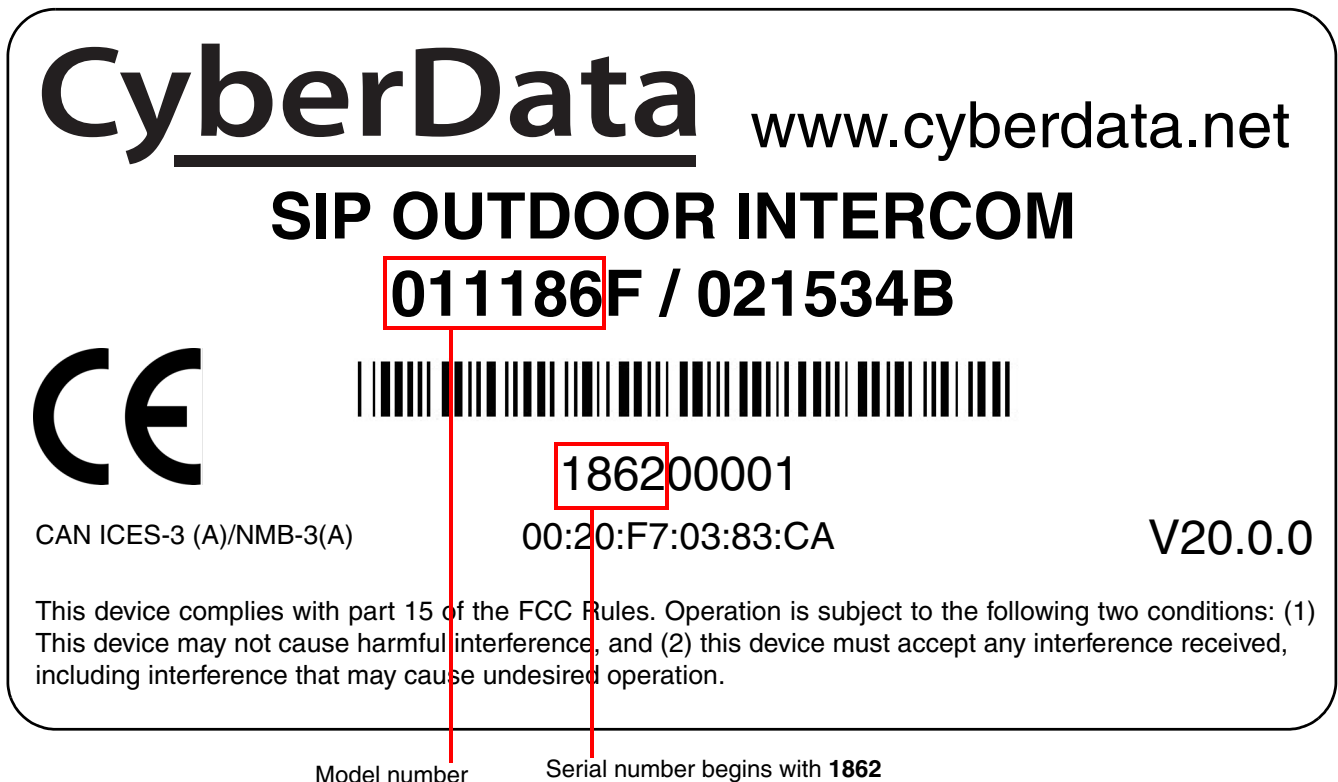 CyberData www.cyberdata.net
SIP OUTDOOR INTERCOM
011186F / 021534B
CE
186200001
CAN ICES-3 (A)/NMB-3(A) 00:20:F7:03:83:CA V20.0.0
This device complies with part 15 of the FCC Rules. Operation is subject to the following two conditions: (1)
This device may not cause harmful interference, and (2) this device must accept any interference received,
including interference that may cause undesired operation.
Model number Serial number begins with 1862